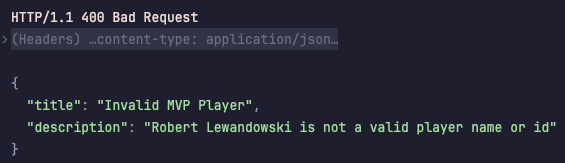 HTTP/1.1 400 Bad Request
(Headers) …content-type: application/json…
{
"title": "Invalid MVP Player",
"description": "Robert Lewandowski is not a valid player name or id"
}